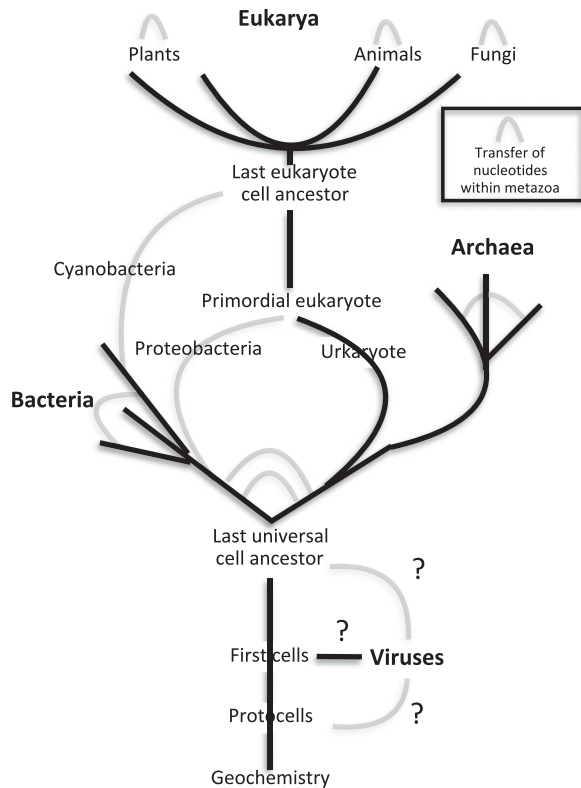 Eukarya
Plants
Animals
Fungi
Transfer of
nucleotides
within metazoa
Last eukaryote
cell ancestor
Archaea
Cyanobacteria
Primordial eukaryote
Proteobacteria
Urkaryote
Bacteria
Last universal
cell ancestor
?
?
First cells
Viruses
Protocells
?
Geochemistry